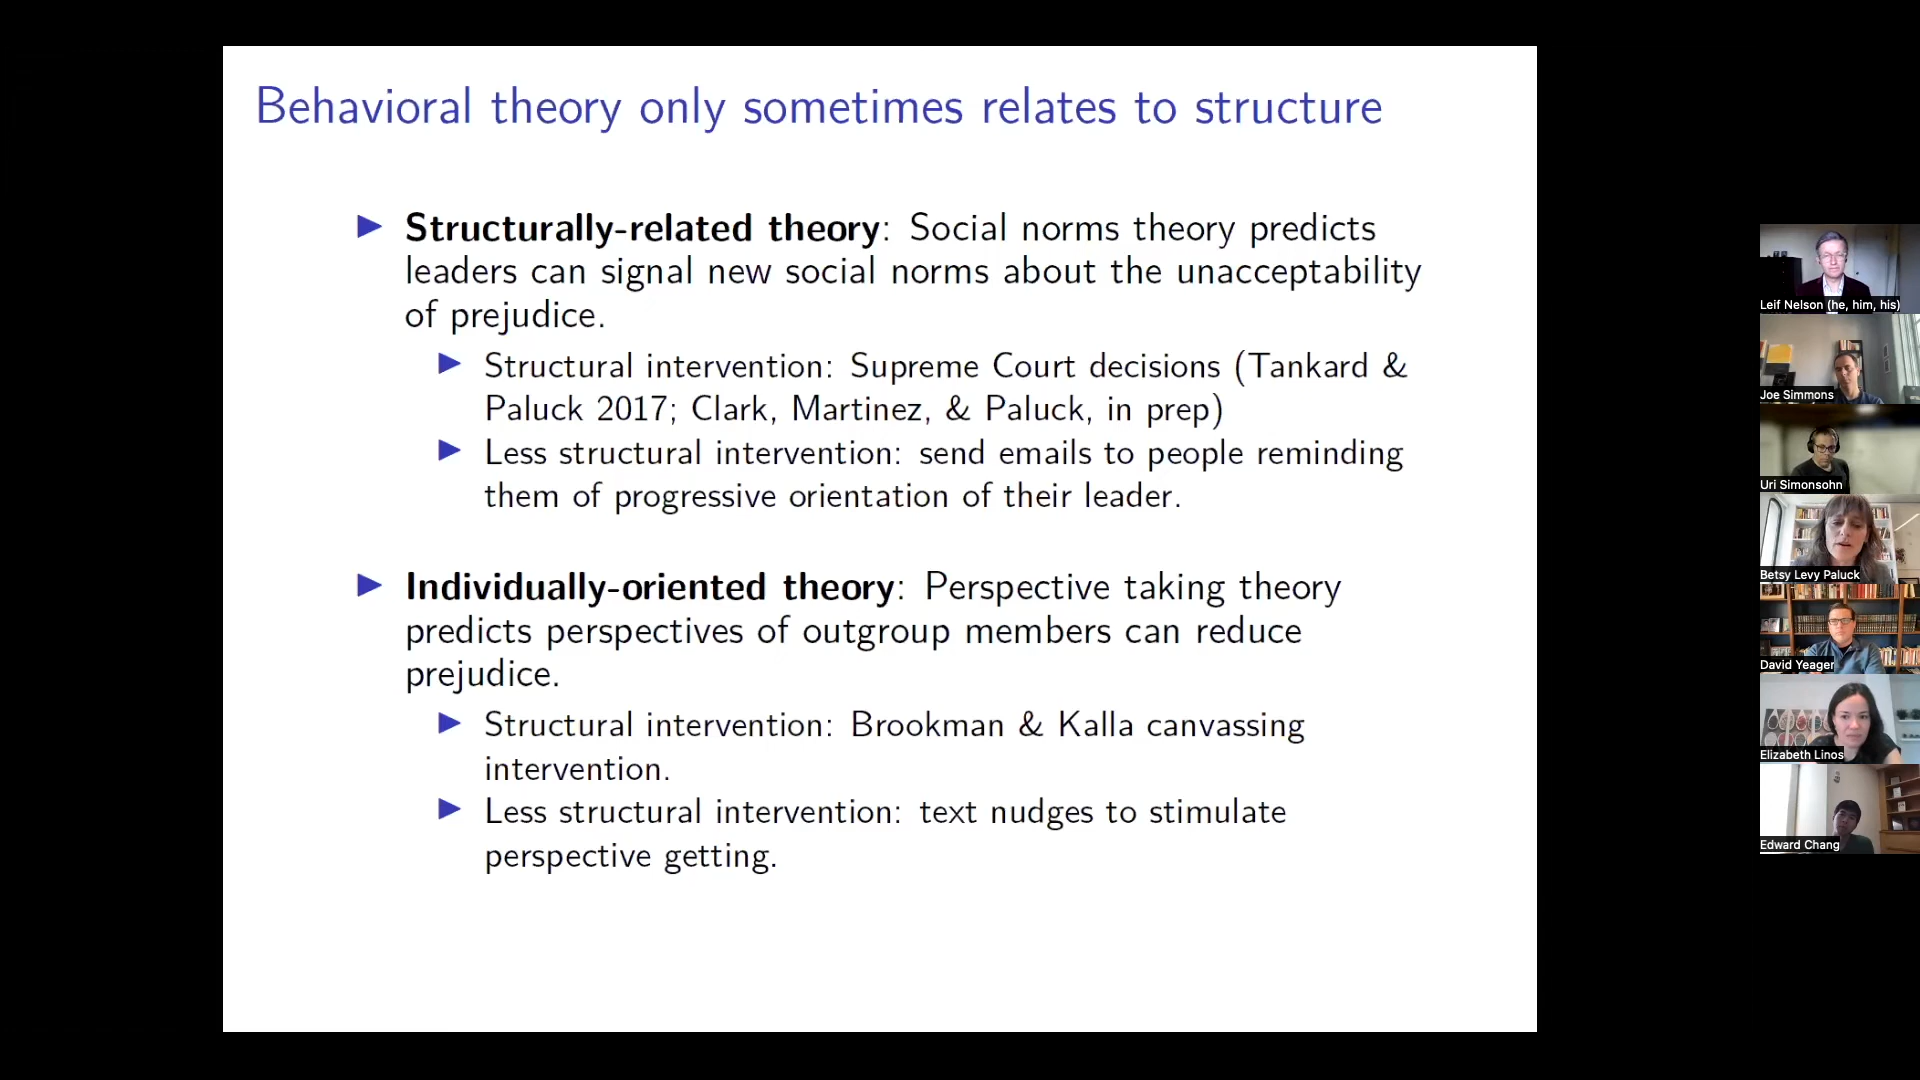 Behavioral theory only sometimes relates to structure
Structurally-related theory: Social norms theory predicts
leaders can signal new social norms about the unacceptability
of prejudice.
Structural intervention: Supreme Court decisions (Tankard &
Paluck 2017; Clark, Martinez, & Paluck, in prep)
Less structural intervention: send emails to people reminding
them of progressive orientation of their leader.
Individually-oriented theory: Perspective taking theory
predicts perspectives of outgroup members can reduce
prejudice.
Structural intervention: Brookman & Kalla canvassing
intervention.
Less structural intervention: text nudges to stimulate
perspective getting.
Leif Nelson (he, him, his)
Joe Simmons
Uri Simonsohn
Betsy Levy Paluck
David Yeager
Elizabeth Linos
Edward Chang